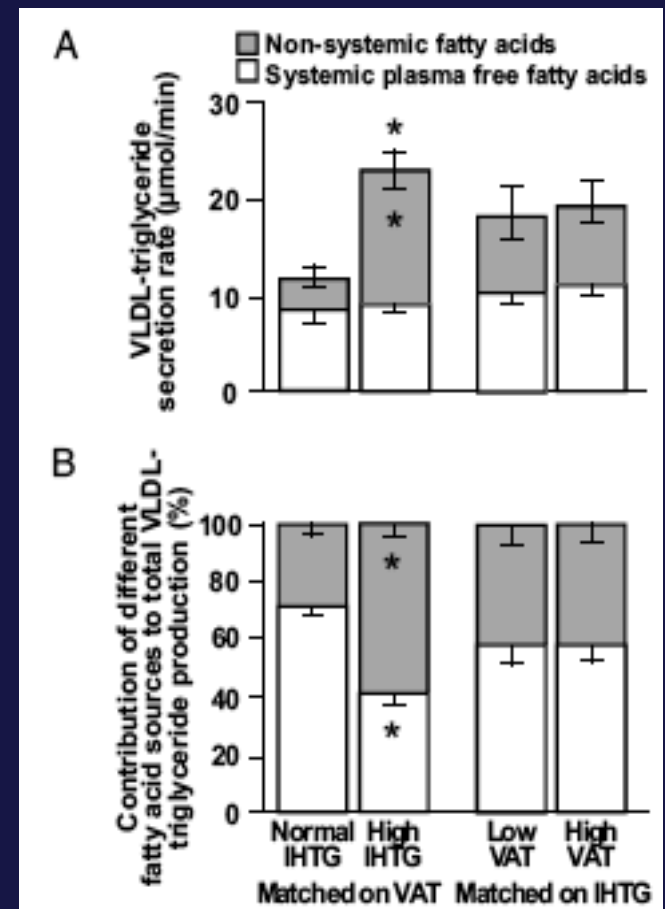 A
Non-systemic fatty acids
Systemic plasma free fatty acids
VLDL-triglyceride
secretion rate (µmol/min)
30
20
10
0
*
*
B
Contribution of different
fatty acid sources to total VLDL-
triglyceride production (%)
100
80
60
40
20
0
*
*
Normal High Low High
IHTG IHTG VAT VAT
Matched on VAT Matched on IHTG